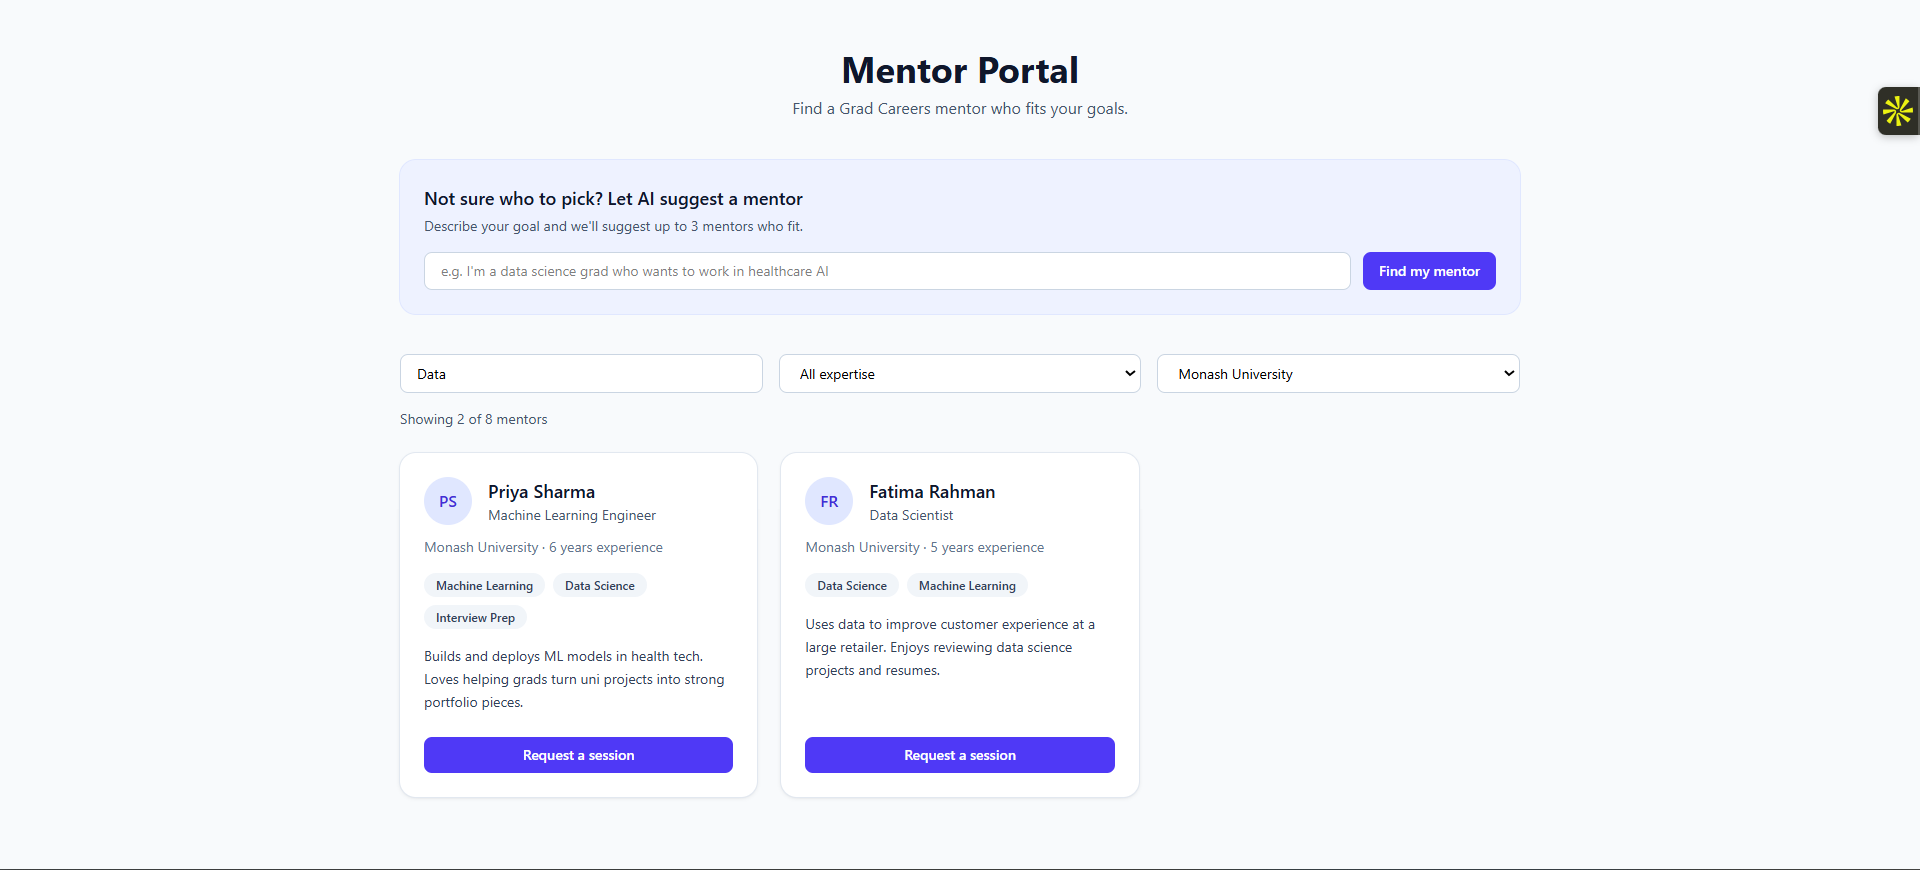 Mentor Portal
Find a Grad Careers mentor who fits your goals.
Not sure who to pick? Let AI suggest a mentor
Describe your goal and we'll suggest up to 3 mentors who fit.
e.g. I'm a data science grad who wants to work in healthcare AI
Find my mentor
Data
All expertise
Monash University
Showing 2 of 8 mentors
PS
Priya Sharma
Machine Learning Engineer
Monash University · 6 years experience
Machine Learning
Data Science
Interview Prep
Builds and deploys ML models in health tech.
Loves helping grads turn uni projects into strong
portfolio pieces.
Request a session
FR
Fatima Rahman
Data Scientist
Monash University · 5 years experience
Data Science
Machine Learning
Uses data to improve customer experience at a
large retailer. Enjoys reviewing data science
projects and resumes.
Request a session